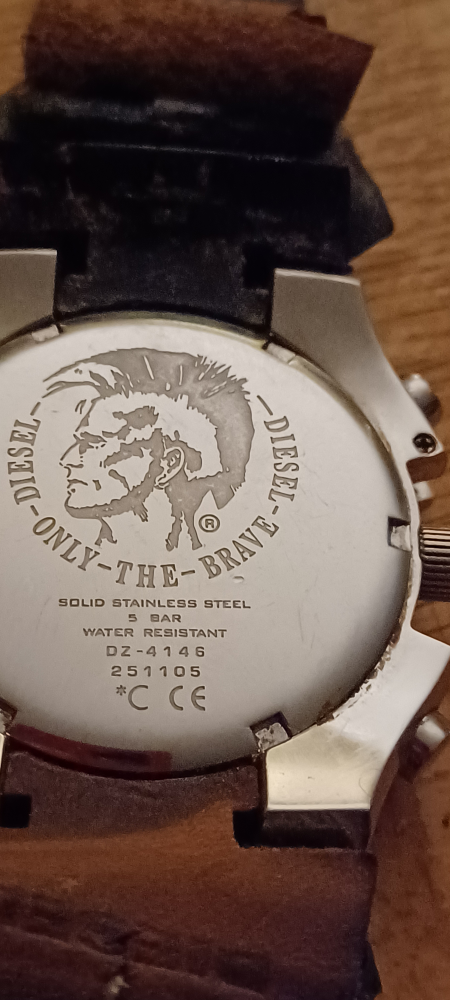 DIESEL-ONLY-THE-BRAVE-DIESEL
®
SOLID STAINLESS STEEL
5 BAR
WATER RESISTANT
DZ-4146
251105
*C CE